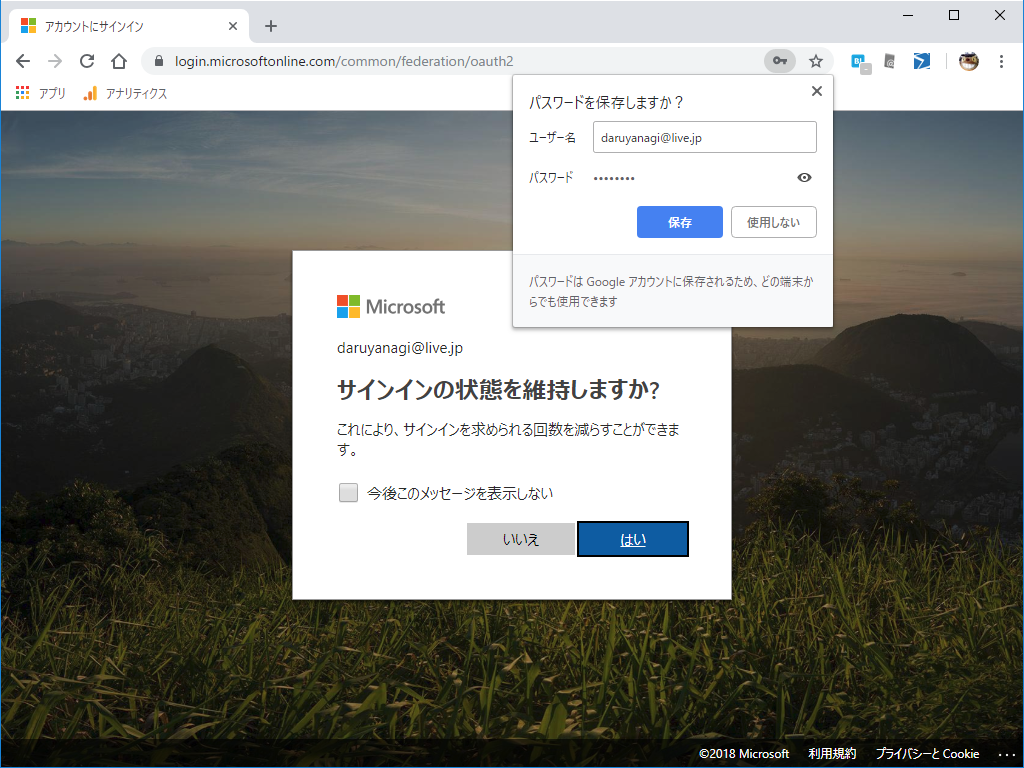 アカウントにサインイン
login.microsoftonline.com/common/federation/oauth2
アプリ
アナリティクス
パスワードを保存しますか？
ユーザー名
daruyanagi@live.jp
パスワード
••••••••
保存
使用しない
パスワードは Google アカウントに保存されるため、どの端末か
らでも使用できます
Microsoft
daruyanagi@live.jp
サインインの状態を維持しますか?
これにより、サインインを求められる回数を減らすことができま
す。
今後このメッセージを表示しない
いいえ
はい
©2018 Microsoft
利用規約
プライバシーと Cookie
...